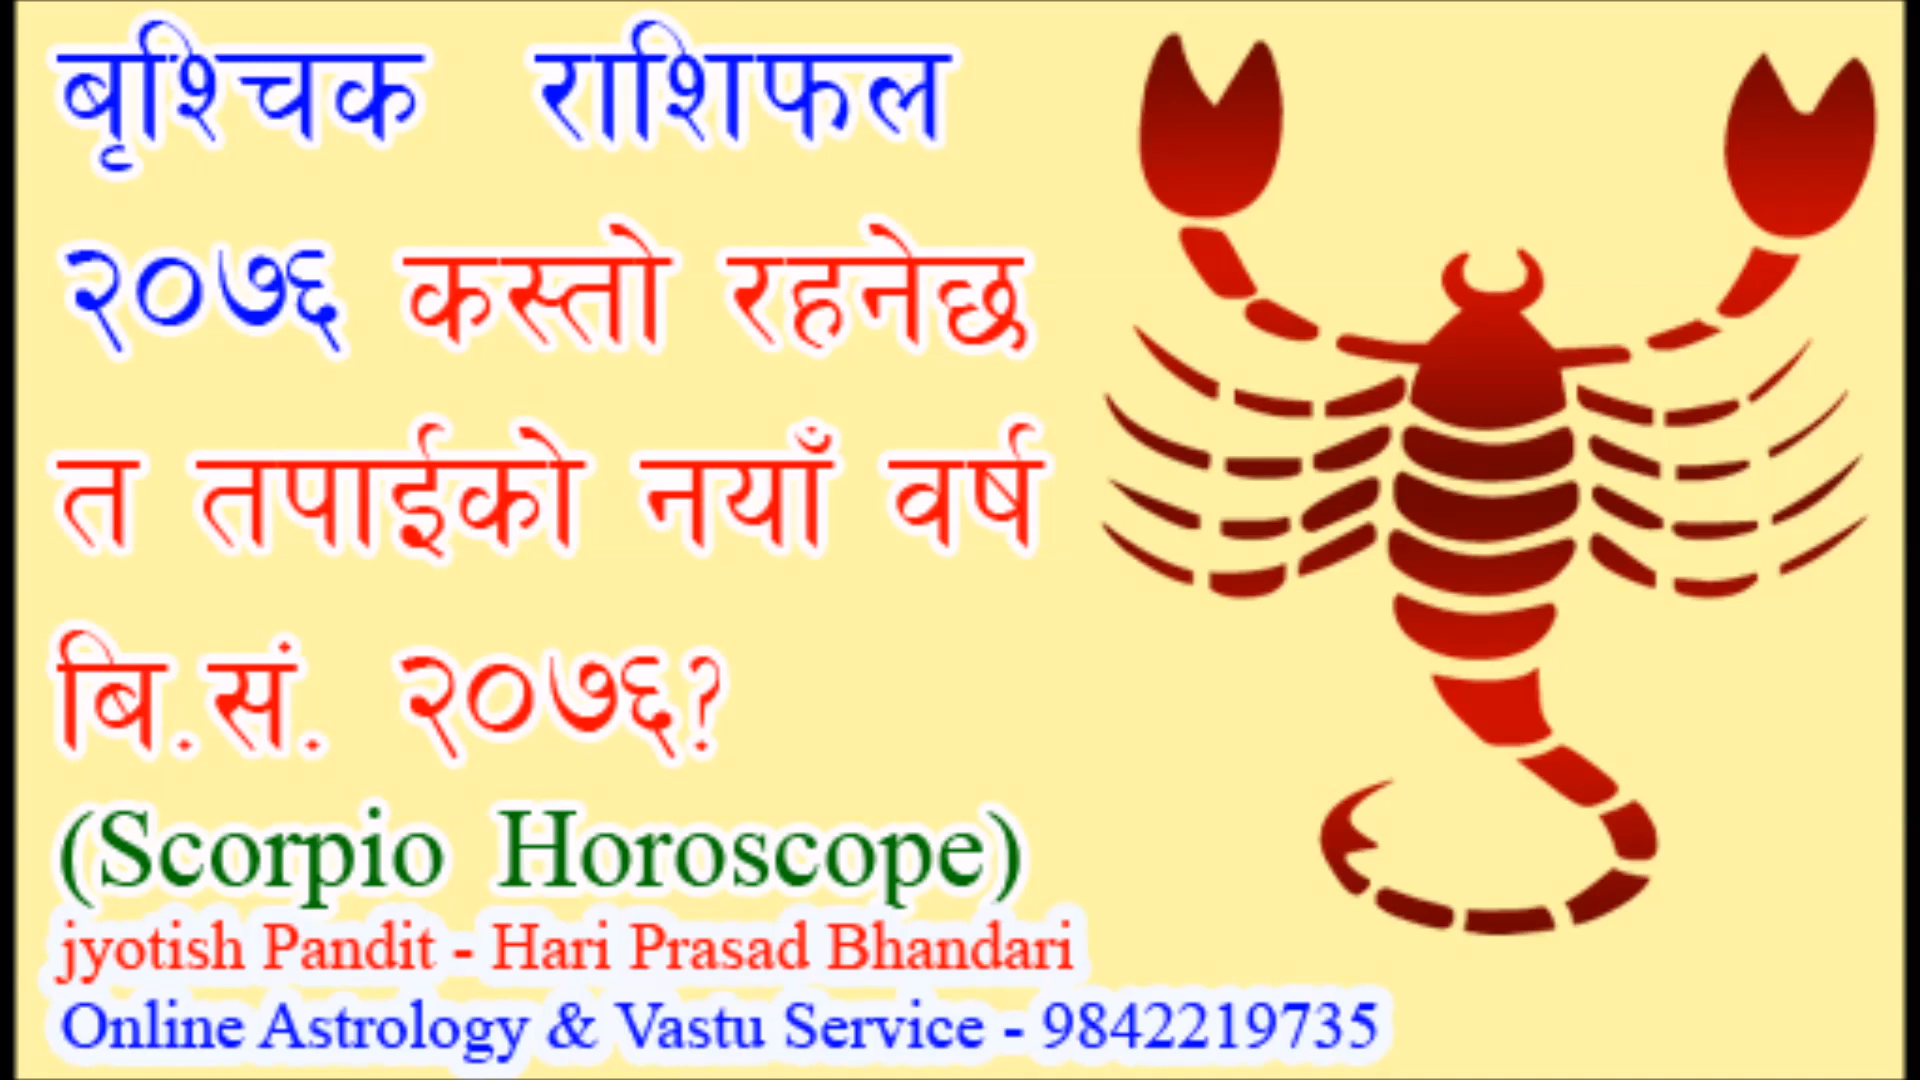 बृश्चिक राशिफल
२०७६ कस्तो रहनेछ
त तपाईको नयाँ वर्ष
बि.सं. २०७६?
(Scorpio Horoscope)
jyotish Pandit - Hari Prasad Bhandari
Online Astrology & Vastu Service - 9842219735